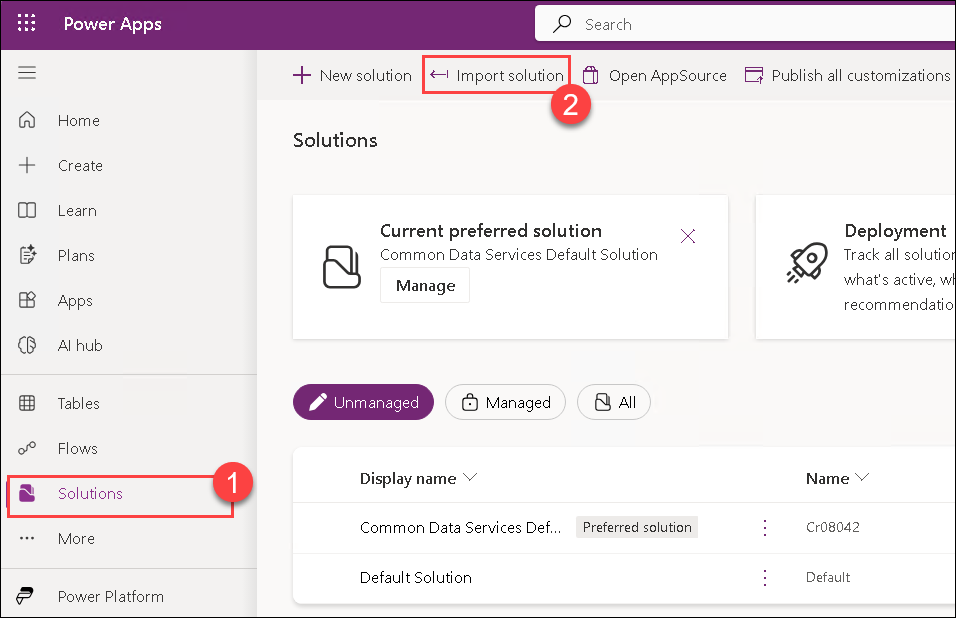 Power Apps
Search
New solution
Import solution
Open AppSource
Publish all customizations
2
Home
Create
Learn
Plans
Apps
AI hub
Tables
Flows
Solutions
1
More
Power Platform
Solutions
Current preferred solution
Common Data Services Default Solution
Manage
Deployment
Track all solution
what's active, wh
recommendatio
Unmanaged
Managed
All
Display name
Name
Common Data Services Def...
Preferred solution
Cr08042
Default Solution
Default